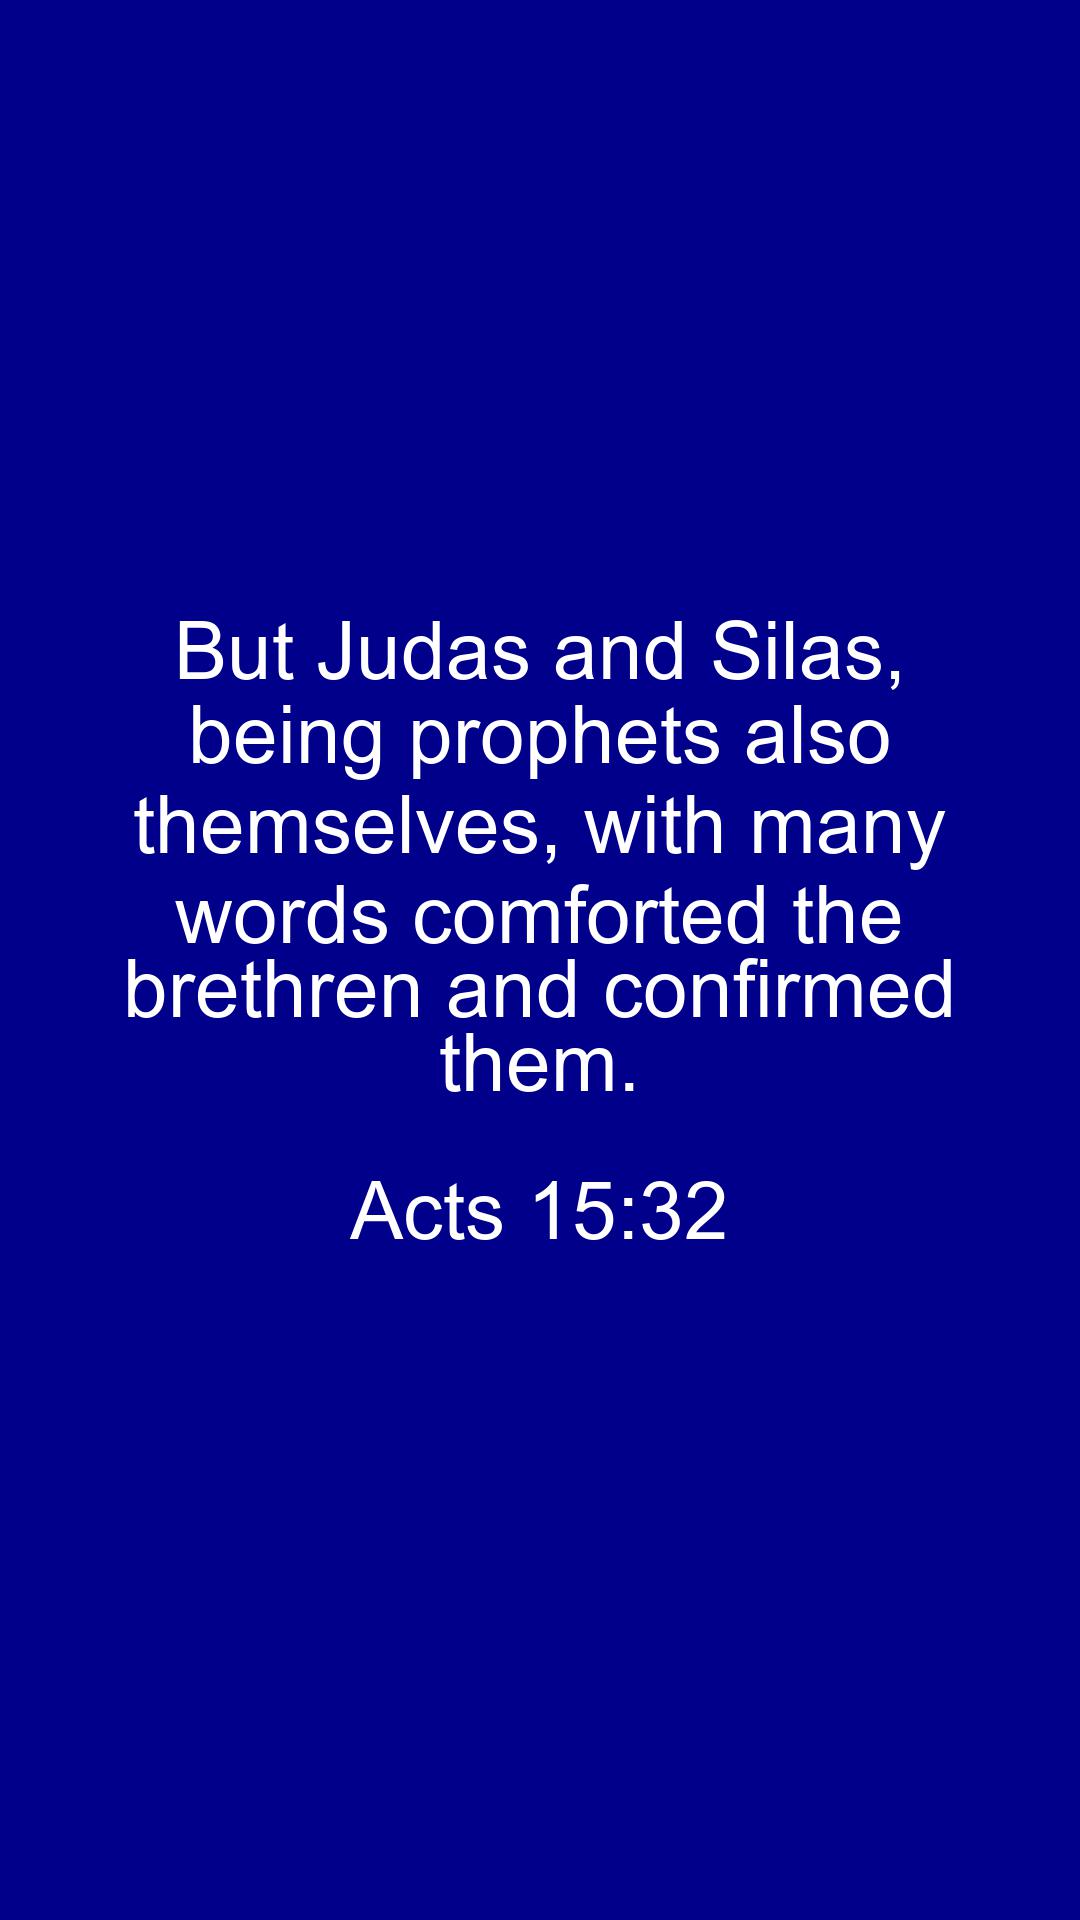 But Judas and Silas,
being prophets also
themselves, with many
words comforted the
brethren and confirmed
them.
Acts 15:32